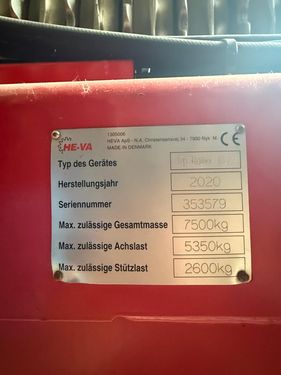 1305006
HE-VA
HEVA ApS - N.A. Christensensvej 34 - 7900 Nyk. M.
MADE IN DENMARK
CE
Typ des Gerätes
Herstellungsjahr 2020
Seriennummer 353579
Max. zulässige Gesamtmasse 7500kg
Max. zulässige Achslast 5350kg
Max. zulässige Stützlast 2600kg